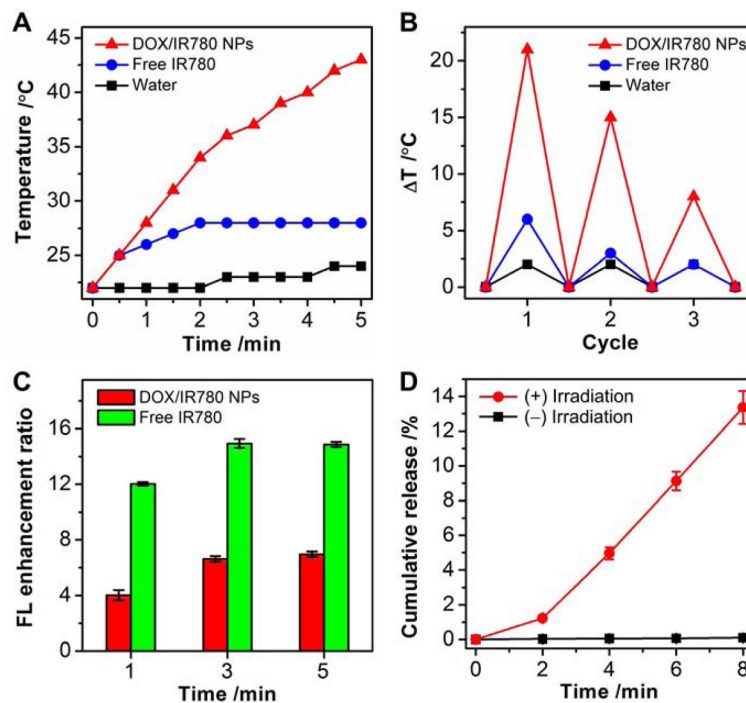 A
DOX/IR780 NPs
Free IR780
Water
Temperature /°C
45
40
35
30
25
0 1 2 3 4 5
Time /min
B
DOX/IR780 NPs
Free IR780
Water
ΔT /°C
20
15
10
5
0
1 2 3
Cycle
C
DOX/IR780 NPs
Free IR780
FL enhancement ratio
20
16
12
8
4
0
1 3 5
Time /min
D
(+) Irradiation
(−) Irradiation
Cumulative release /%
14
12
10
8
6
4
2
0
0 2 4 6 8
Time /min